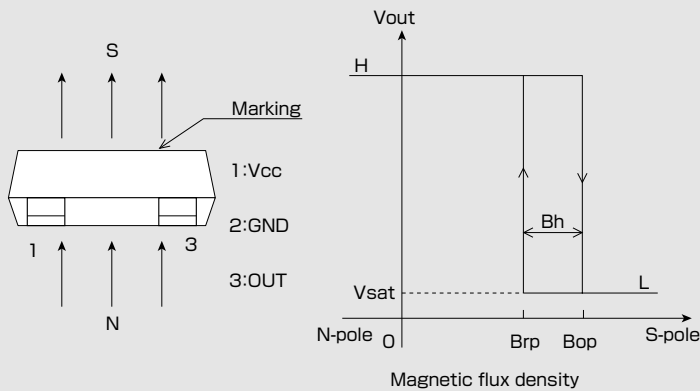 S
Marking
1:Vcc
2:GND
3:OUT
1
3
N
Vout
H
Bh
Vsat
L
N-pole
0
Brp
Bop
S-pole
Magnetic flux density